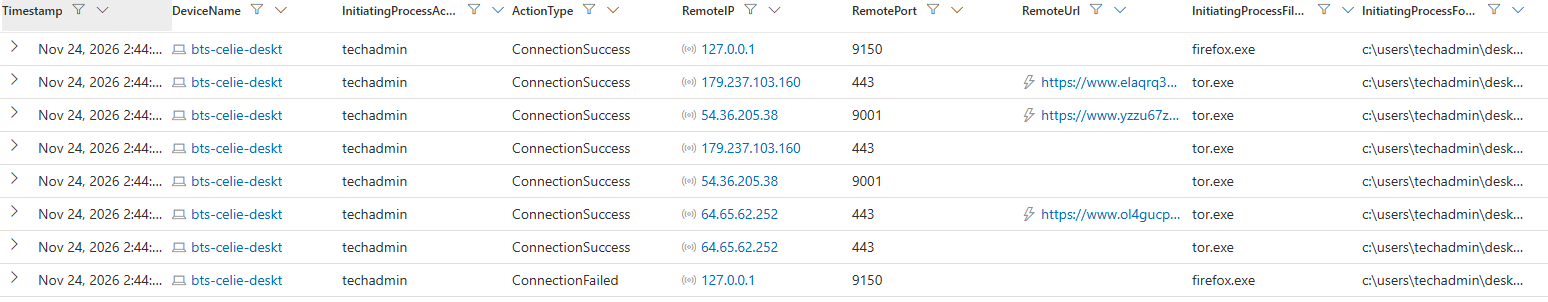 Timestamp DeviceName InitiatingProcessAc... ActionType RemoteIP RemotePort RemoteUrl InitiatingProcessFil... InitiatingProcessFo...
Nov 24, 2026 2:44:... bts-celie-deskt techadmin ConnectionSuccess 127.0.0.1 9150 firefox.exe c:\users\techadmin\desk...
Nov 24, 2026 2:44:... bts-celie-deskt techadmin ConnectionSuccess 179.237.103.160 443 https://www.elaqrq3... tor.exe c:\users\techadmin\desk...
Nov 24, 2026 2:44:... bts-celie-deskt techadmin ConnectionSuccess 54.36.205.38 9001 https://www.yzzu67z... tor.exe c:\users\techadmin\desk...
Nov 24, 2026 2:44:... bts-celie-deskt techadmin ConnectionSuccess 179.237.103.160 443 tor.exe c:\users\techadmin\desk...
Nov 24, 2026 2:44:... bts-celie-deskt techadmin ConnectionSuccess 54.36.205.38 9001 tor.exe c:\users\techadmin\desk...
Nov 24, 2026 2:44:... bts-celie-deskt techadmin ConnectionSuccess 64.65.62.252 443 https://www.ol4gucp... tor.exe c:\users\techadmin\desk...
Nov 24, 2026 2:44:... bts-celie-deskt techadmin ConnectionSuccess 64.65.62.252 443 tor.exe c:\users\techadmin\desk...
Nov 24, 2026 2:44:... bts-celie-deskt techadmin ConnectionFailed 127.0.0.1 9150 firefox.exe c:\users\techadmin\desk...